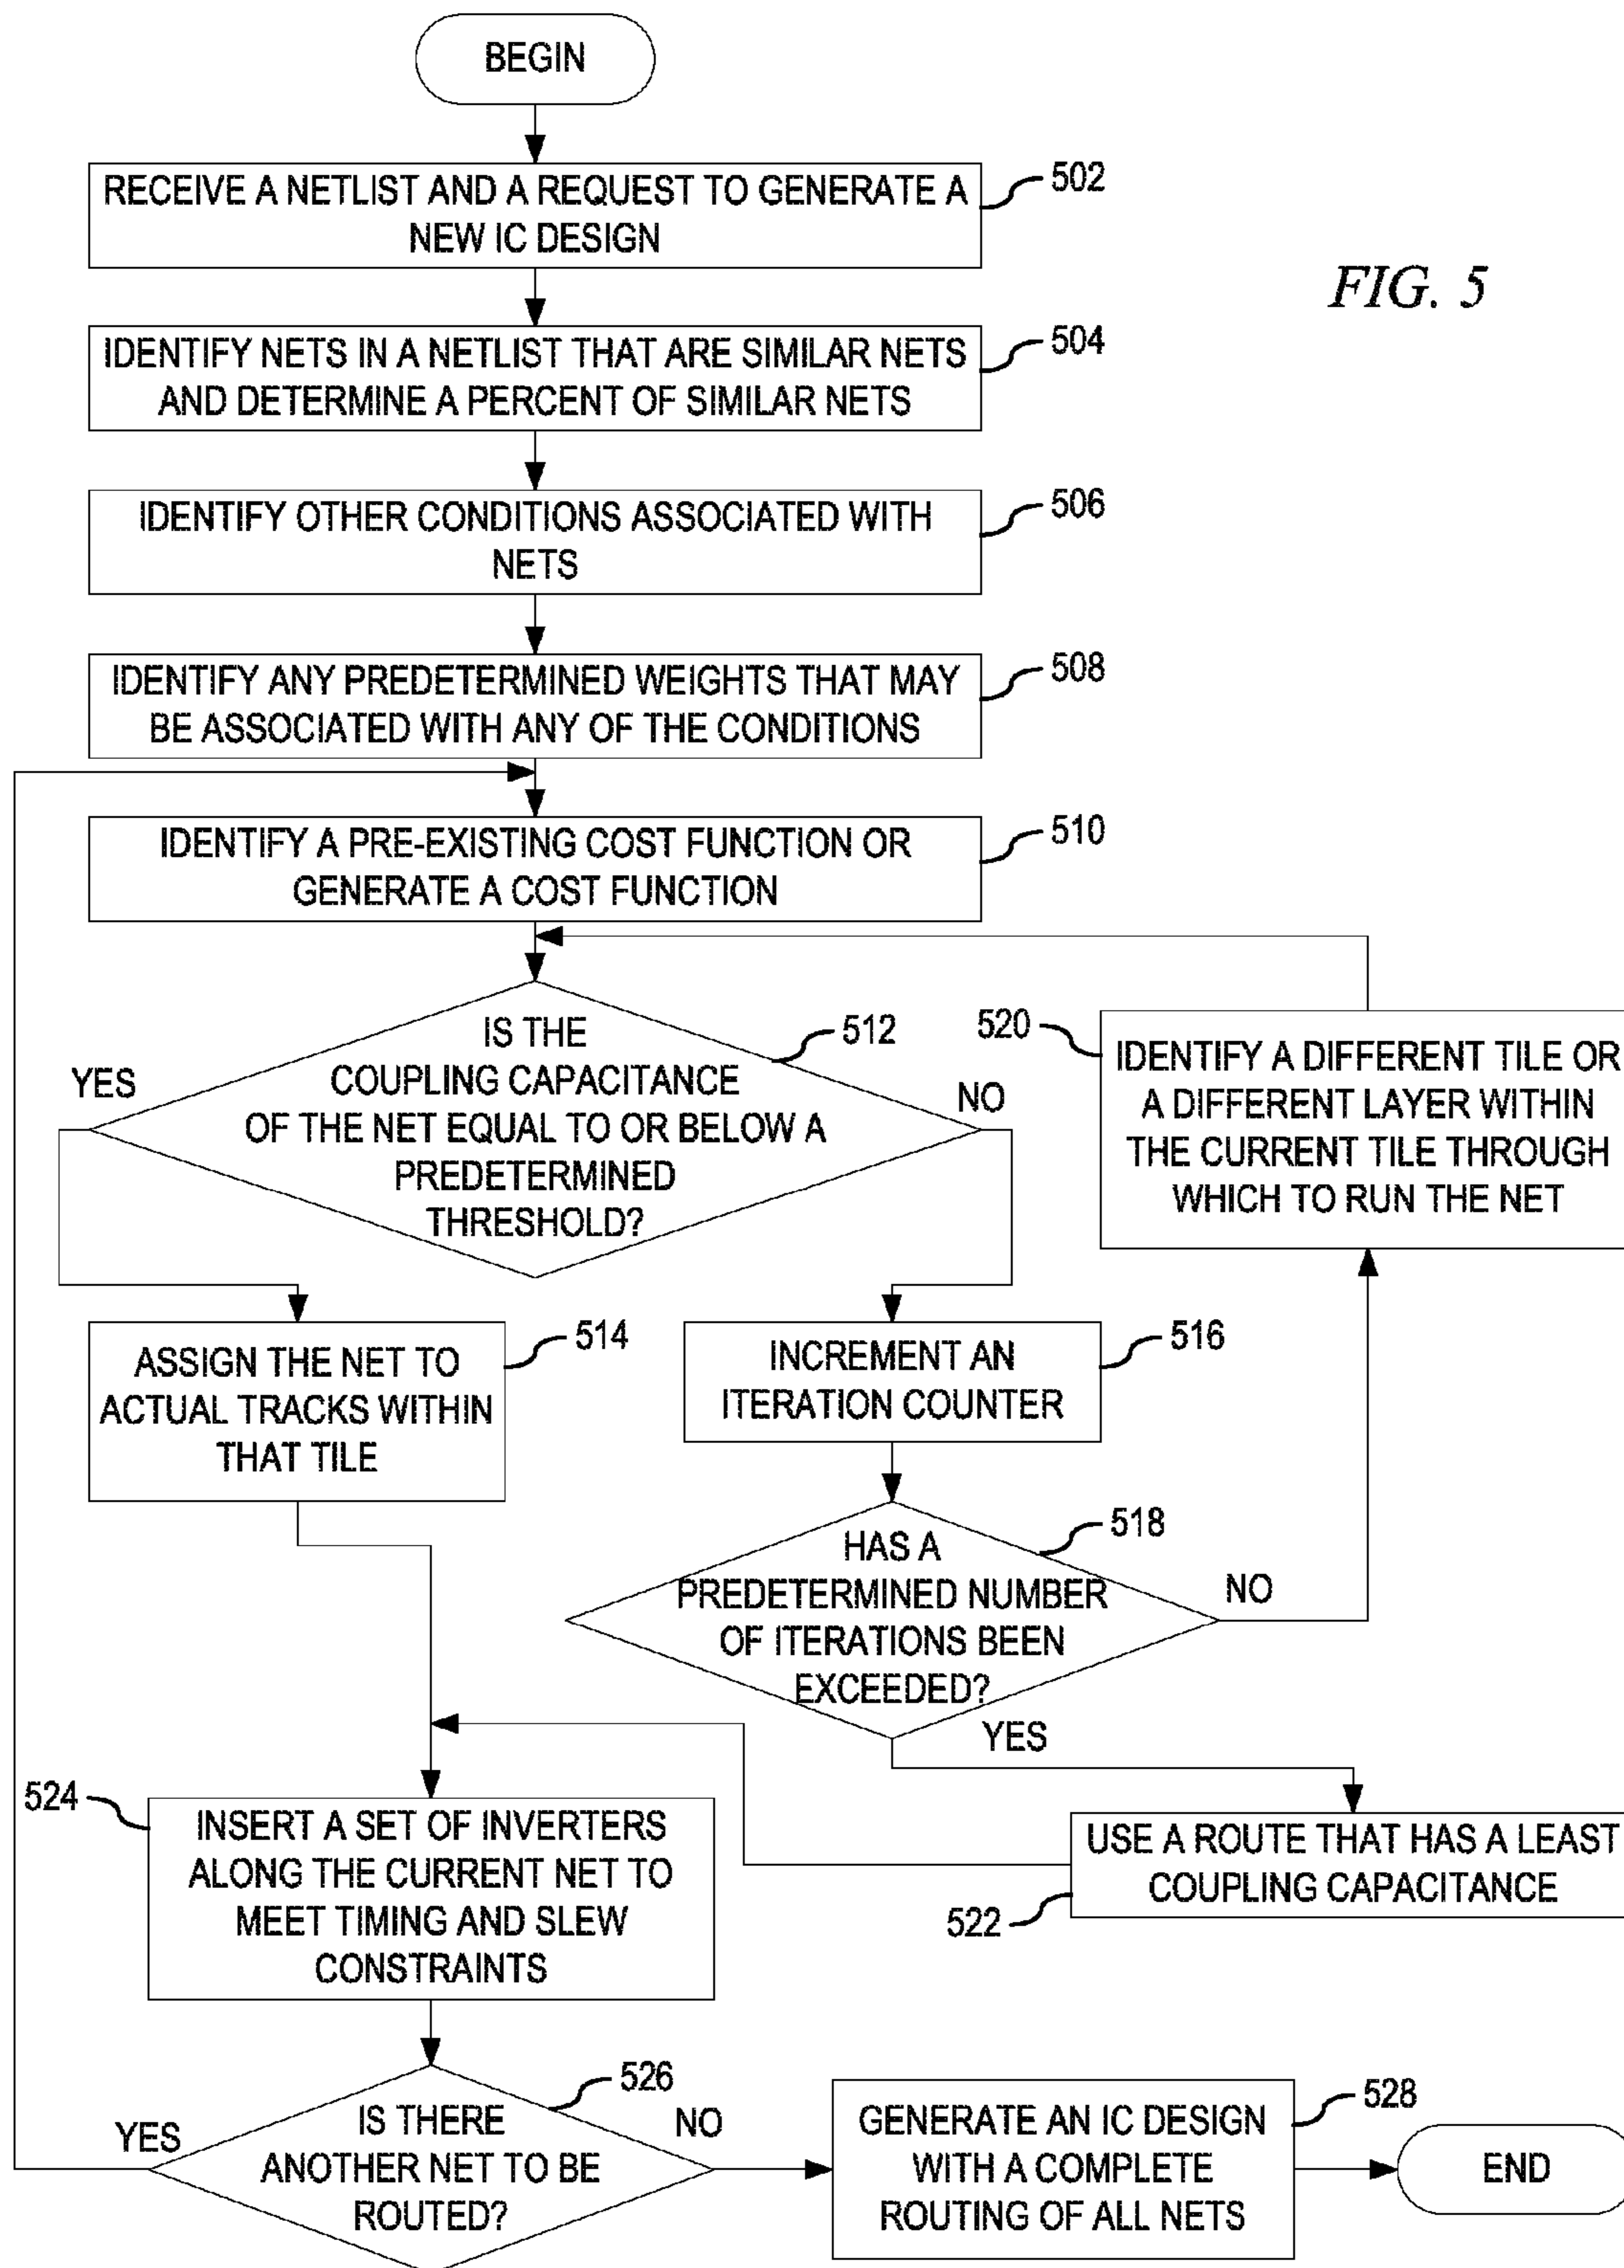 BEGIN
RECEIVE A NETLIST AND A REQUEST TO GENERATE A
NEW IC DESIGN
502
FIG. 5
IDENTIFY NETS IN A NETLIST THAT ARE SIMILAR NETS
AND DETERMINE A PERCENT OF SIMILAR NETS
504
IDENTIFY OTHER CONDITIONS ASSOCIATED WITH
NETS
506
IDENTIFY ANY PREDETERMINED WEIGHTS THAT MAY
BE ASSOCIATED WITH ANY OF THE CONDITIONS
508
IDENTIFY A PRE-EXISTING COST FUNCTION OR
GENERATE A COST FUNCTION
510
IS THE
COUPLING CAPACITANCE
OF THE NET EQUAL TO OR BELOW A
PREDETERMINED
THRESHOLD?
512
YES
NO
520
IDENTIFY A DIFFERENT TILE OR
A DIFFERENT LAYER WITHIN
THE CURRENT TILE THROUGH
WHICH TO RUN THE NET
ASSIGN THE NET TO
ACTUAL TRACKS WITHIN
THAT TILE
514
INCREMENT AN
ITERATION COUNTER
516
HAS A
PREDETERMINED NUMBER
OF ITERATIONS BEEN
EXCEEDED?
518
NO
YES
524
INSERT A SET OF INVERTERS
ALONG THE CURRENT NET TO
MEET TIMING AND SLEW
CONSTRAINTS
USE A ROUTE THAT HAS A LEAST
COUPLING CAPACITANCE
522
IS THERE
ANOTHER NET TO BE
ROUTED?
526
YES
NO
GENERATE AN IC DESIGN
WITH A COMPLETE
ROUTING OF ALL NETS
528
END